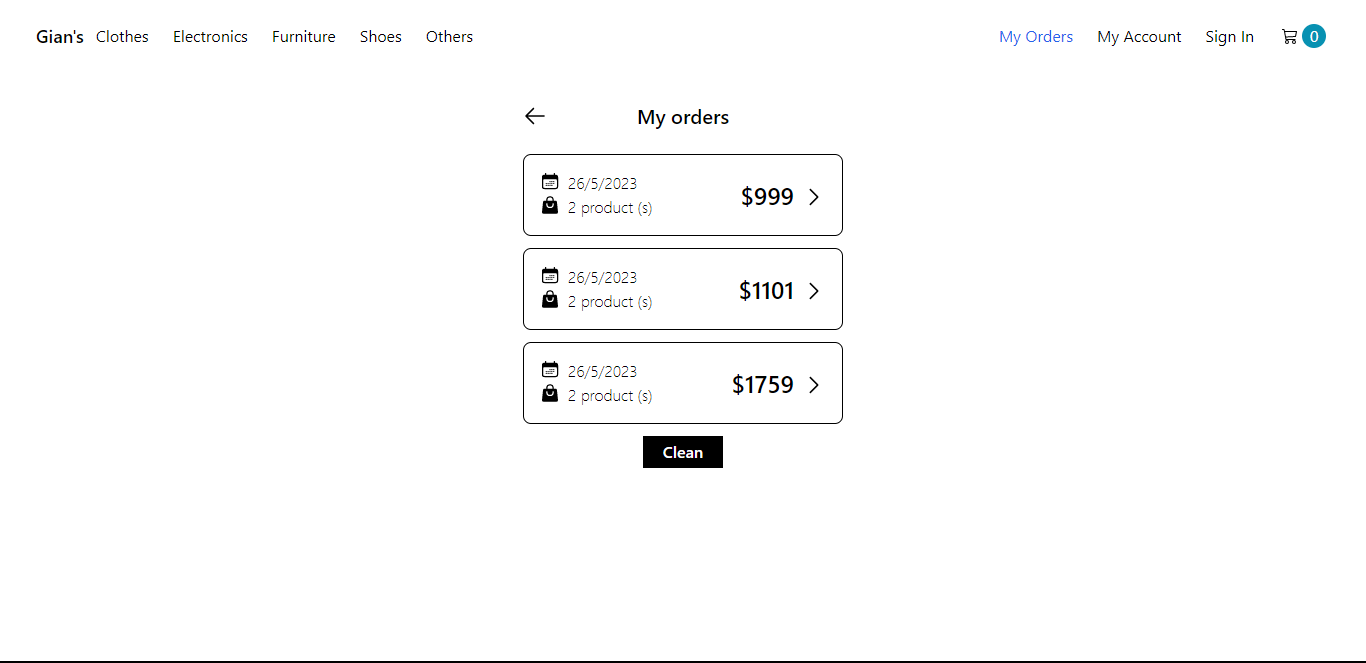 Gian's Clothes Electronics Furniture Shoes Others My Orders My Account Sign In 0
My orders
26/5/2023
2 product (s)
$999
26/5/2023
2 product (s)
$1101
26/5/2023
2 product (s)
$1759
Clean